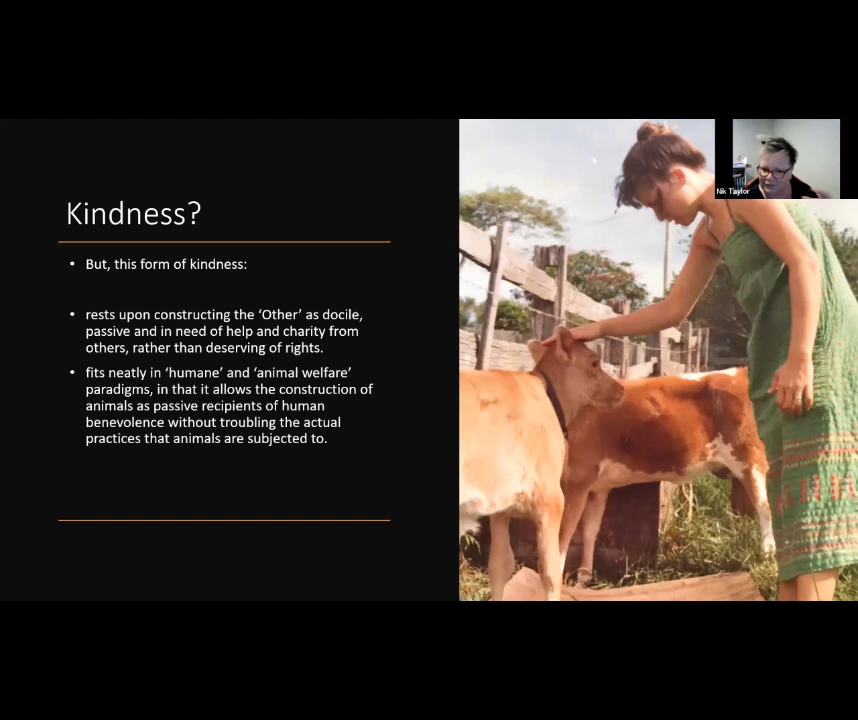 Kindness?
• But, this form of kindness:
• rests upon constructing the ‘Other’ as docile,
passive and in need of help and charity from
others, rather than deserving of rights.
• fits neatly in ‘humane’ and ‘animal welfare’
paradigms, in that it allows the construction of
animals as passive recipients of human
benevolence without troubling the actual
practices that animals are subjected to.
Nik Taylor